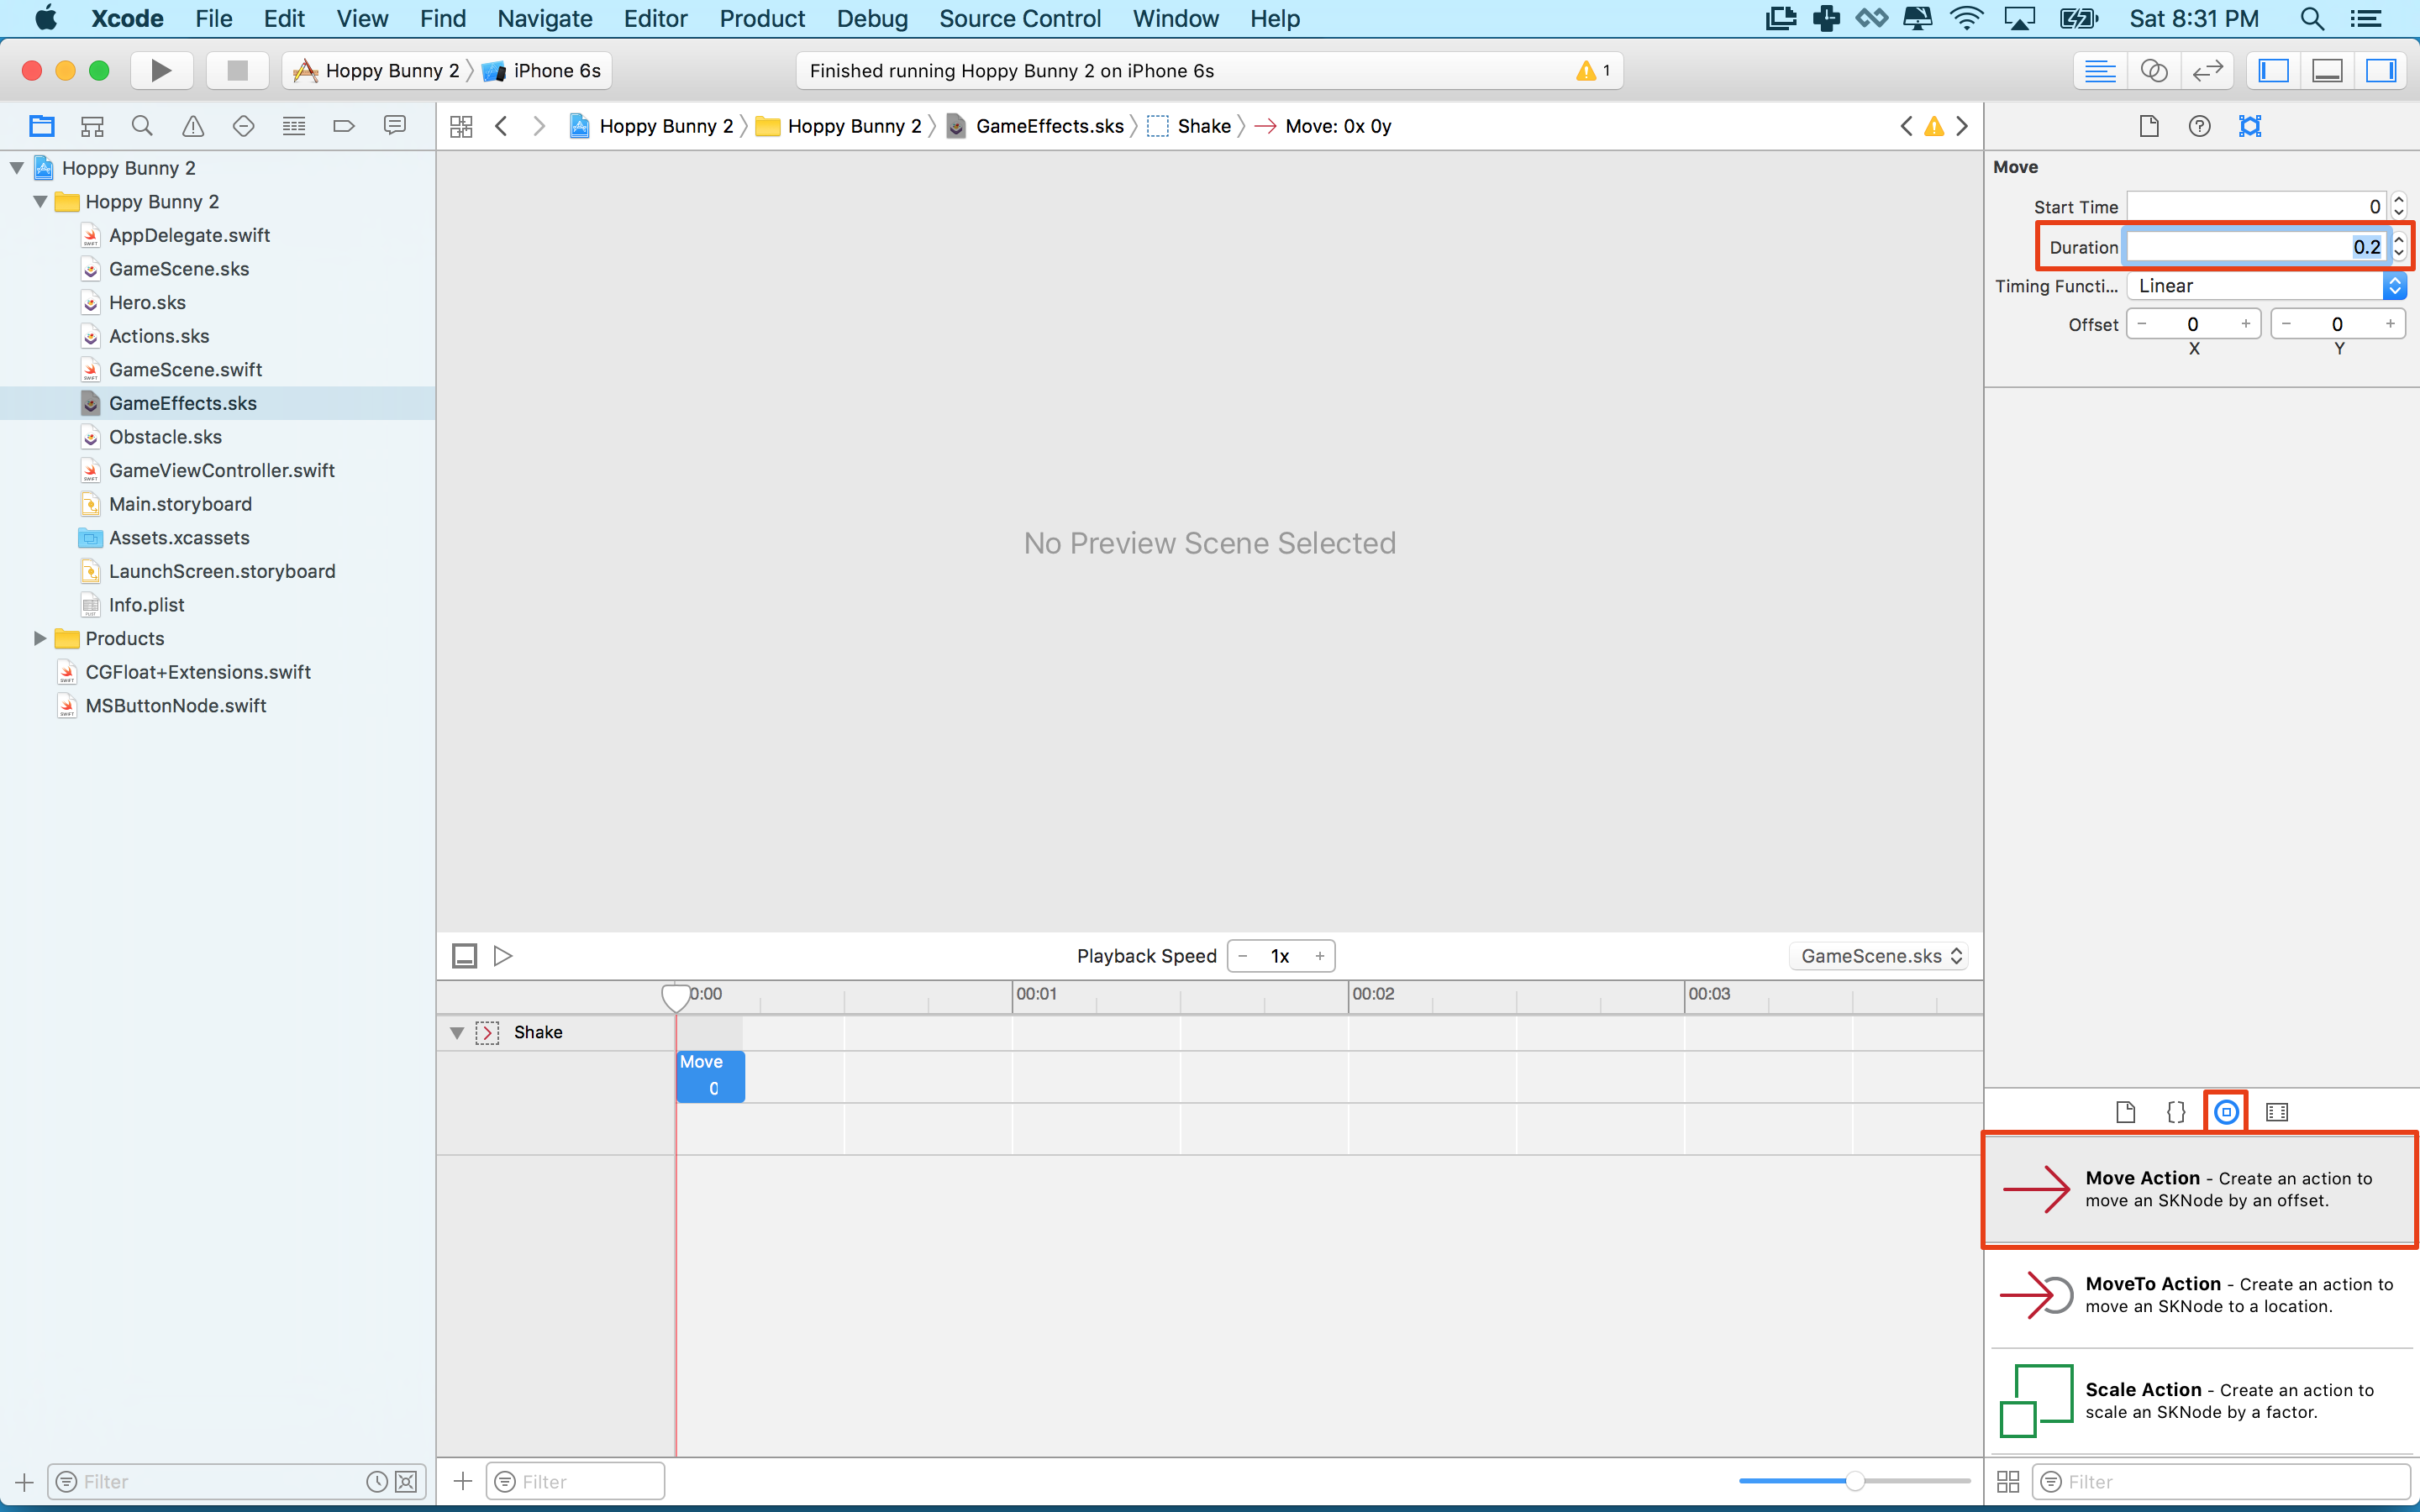 Xcode File Edit View Find Navigate Editor Product Debug Source Control Window Help Sat 8:31 PM
Hoppy Bunny 2 iPhone 6s
Finished running Hoppy Bunny 2 on iPhone 6s 1
Hoppy Bunny 2 Hoppy Bunny 2 GameEffects.sks Shake Move: 0x 0y
Hoppy Bunny 2
Hoppy Bunny 2
AppDelegate.swift
GameScene.sks
Hero.sks
Actions.sks
GameScene.swift
GameEffects.sks
Obstacle.sks
GameViewController.swift
Main.storyboard
Assets.xcassets
LaunchScreen.storyboard
Info.plist
Products
CGFloat+Extensions.swift
MSButtonNode.swift
Filter
No Preview Scene Selected
Playback Speed - 1x + GameScene.sks
0:00 00:01 00:02 00:03
Shake
Move
0
Filter
Move
Start Time 0
Duration 0.2
Timing Functi... Linear
Offset - 0 + - 0 +
X Y
{}
Move Action - Create an action to
move an SKNode by an offset.
MoveTo Action - Create an action to
move an SKNode to a location.
Scale Action - Create an action to
scale an SKNode by a factor.
Filter